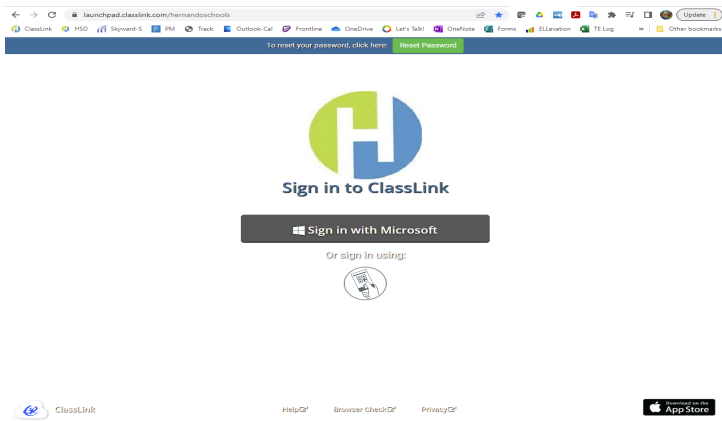 launchpad.classlink.com/hernandoschools
Update
ClassLink HSD Skyward-S PM Track Outlook-Cal Frontline OneDrive Let's Talk! OneNote Forms ELLevation TE Log » Other bookmarks
To reset your password, click here: Reset Password
H
Sign in to ClassLink
Sign in with Microsoft
Or sign in using:
ClassLink Help Browser Check Privacy
Download on the
App Store